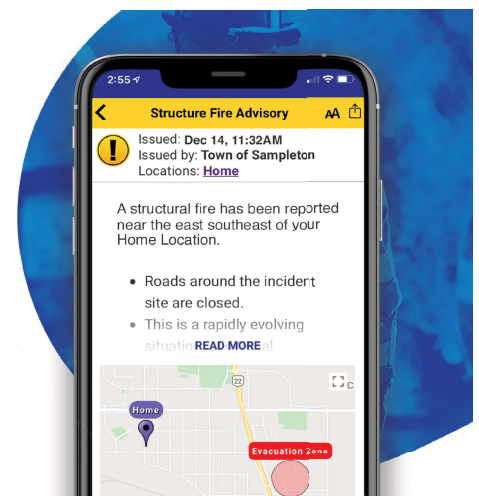 2:55
Structure Fire Advisory
AA
Issued: Dec 14, 11:32AM
Issued by: Town of Sampleton
Locations: Home
A structural fire has been reported
near the east southeast of your
Home Location.
• Roads around the incident
site are closed.
• This is a rapidly evolving
situation
READ MORE
22
C
Home
Evacuation Zone